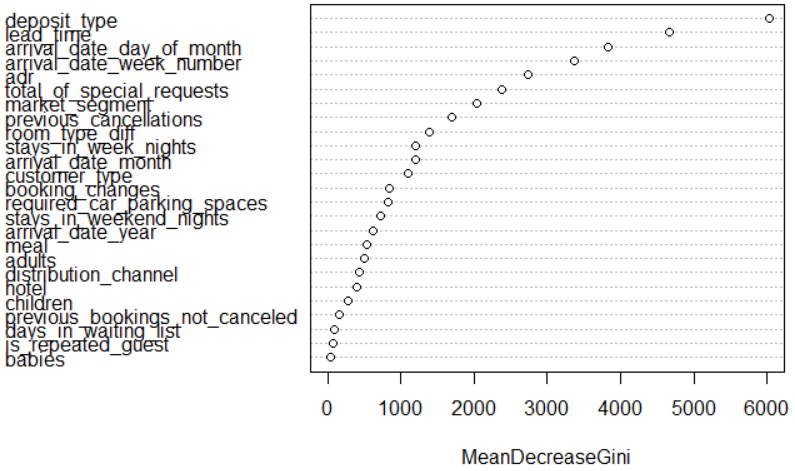 deposit_type
lead_time
arrival_date_day_of_month
arrival_date_week_number
adr
total_of_special_requests
market_segment
previous_cancellations
room_type_diff
stays_in_week_nights
arrival_date_month
customer_type
booking_changes
required_car_parking_spaces
stays_in_weekend_nights
arrival_date_year
meal
adults
distribution_channel
hotel
children
previous_bookings_not_canceled
days_in_waiting_list
is_repeated_guest
babies
0 1000 2000 3000 4000 5000 6000
MeanDecreaseGini